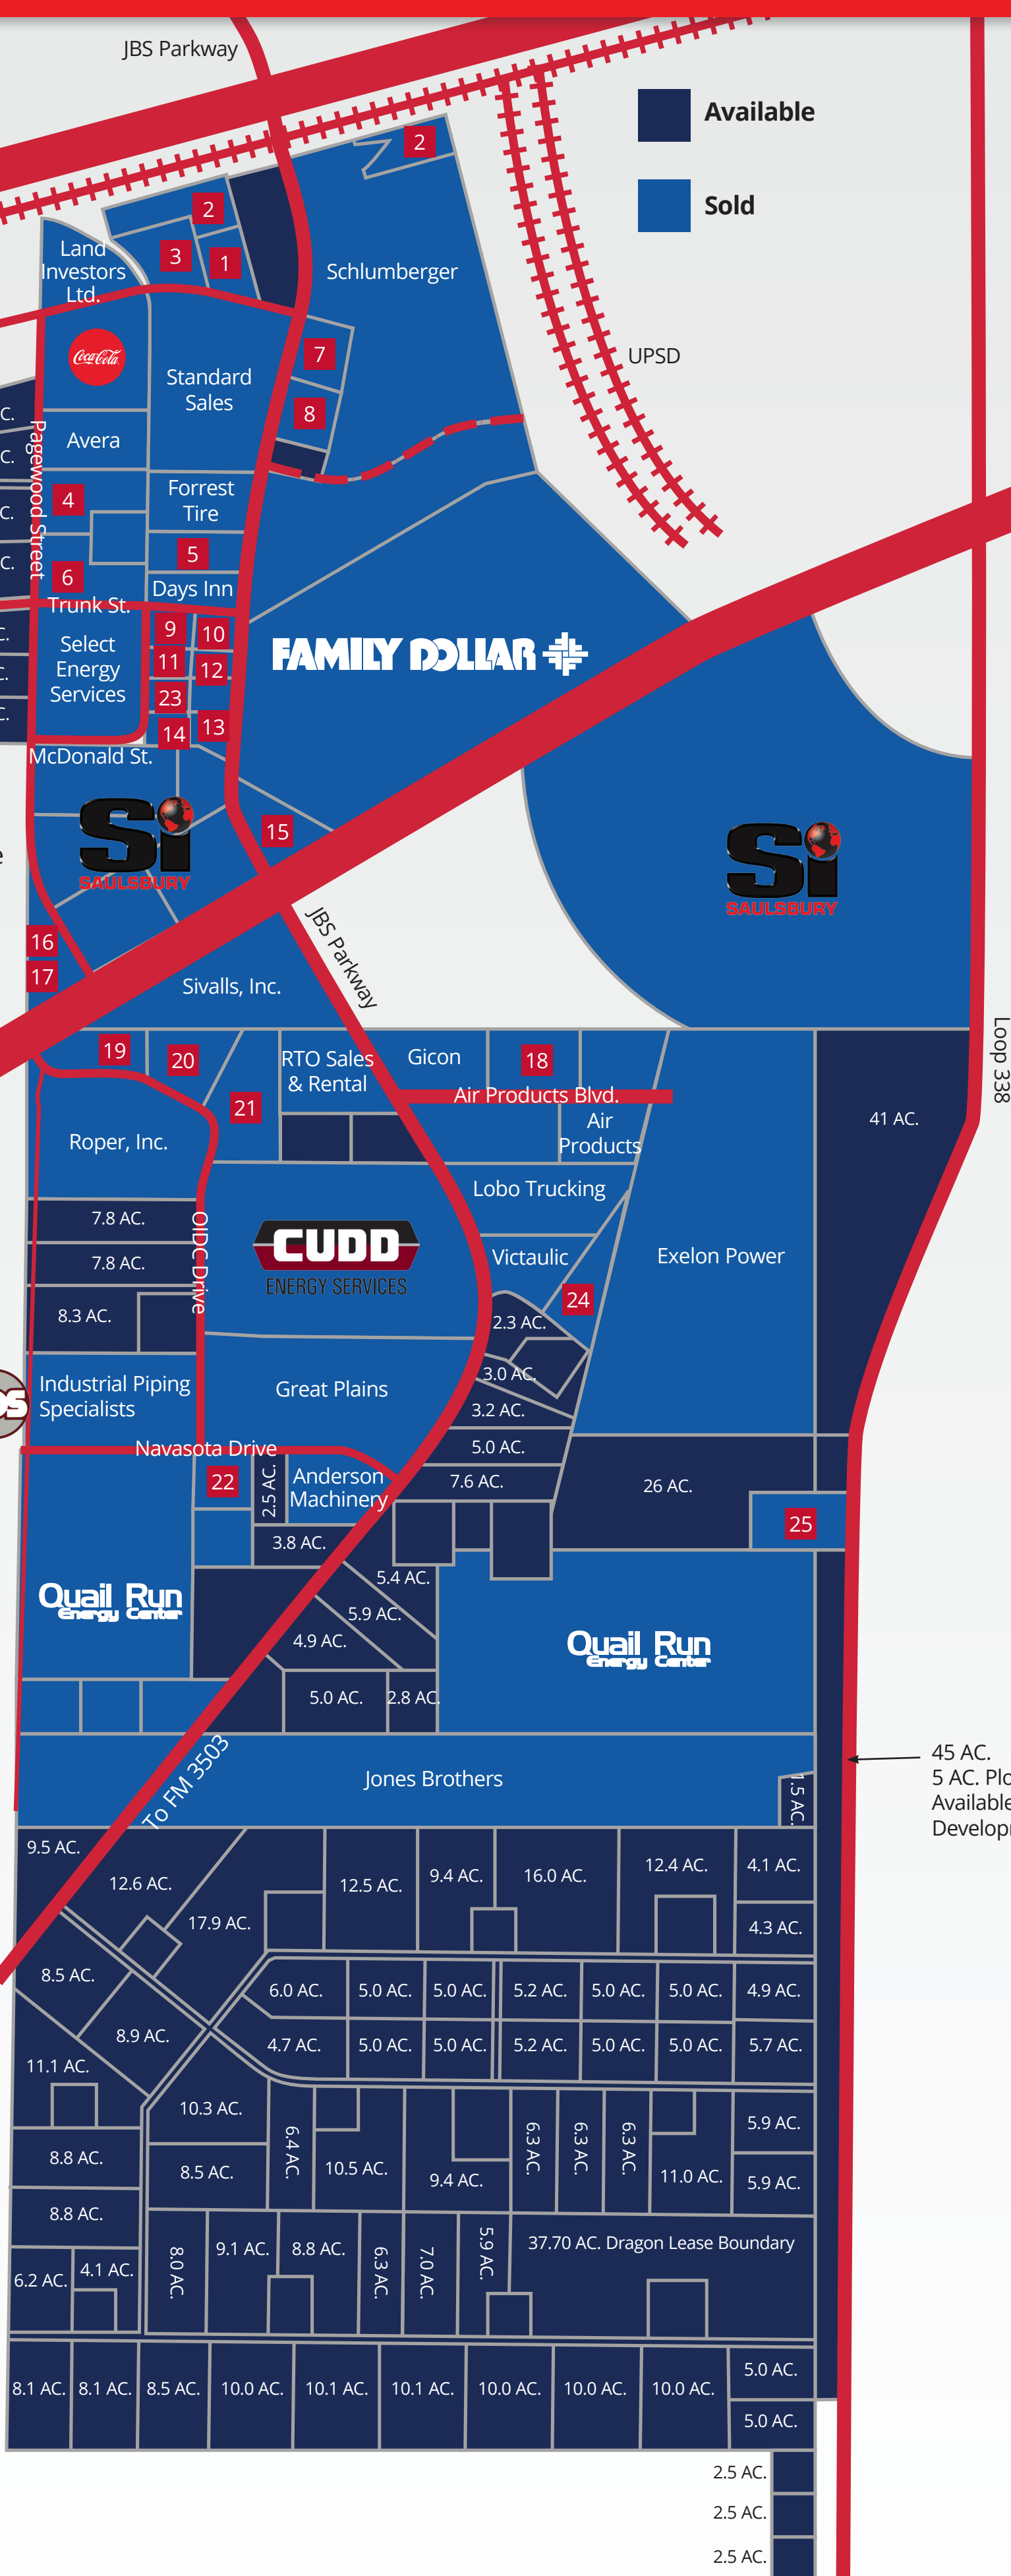 JBS Parkway
Available
Sold
2
2
3
1
Land
Investors
Ltd.
Schlumberger
Coca-Cola
Standard
Sales
7
8
UPSD
Avera
C.
C.
C.
C.
Pagewood Street
4
Forrest
Tire
5
6
Days Inn
Trunk St.
Select
Energy
Services
C.
C.
C.
9
10
11
12
23
13
14
FAMILY DOLLAR
McDonald St.
Si
SAULSBURY
15
Si
SAULSBURY
16
17
JBS Parkway
Sivalls, Inc.
Loop 338
19
20
21
RTO Sales
& Rental
Gicon
18
Air Products Blvd.
Air
Products
41 AC.
Roper, Inc.
Lobo Trucking
7.8 AC.
7.8 AC.
8.3 AC.
OIDC Drive
CUDD
ENERGY SERVICES
Victaulic
Exelon Power
24
2.3 AC.
3.0 AC.
3.2 AC.
5.0 AC.
7.6 AC.
Industrial Piping
Specialists
Great Plains
Navasota Drive
22
2.5 AC.
Anderson
Machinery
3.8 AC.
26 AC.
25
5.4 AC.
5.9 AC.
4.9 AC.
5.0 AC.
2.8 AC.
Quail Run
Energy Center
Quail Run
Energy Center
To FM 3503
Jones Brothers
1.5 AC.
45 AC.
5 AC.
Available
9.5 AC.
12.6 AC.
17.9 AC.
12.5 AC.
9.4 AC.
16.0 AC.
12.4 AC.
4.1 AC.
4.3 AC.
8.5 AC.
8.9 AC.
11.1 AC.
6.0 AC.
5.0 AC.
5.0 AC.
5.2 AC.
5.0 AC.
5.0 AC.
4.9 AC.
4.7 AC.
5.0 AC.
5.0 AC.
5.2 AC.
5.0 AC.
5.0 AC.
5.7 AC.
10.3 AC.
8.5 AC.
6.4 AC.
10.5 AC.
9.4 AC.
6.3 AC.
6.3 AC.
6.3 AC.
11.0 AC.
5.9 AC.
5.9 AC.
8.8 AC.
8.8 AC.
6.2 AC.
4.1 AC.
8.0 AC.
9.1 AC.
8.8 AC.
6.3 AC.
7.0 AC.
5.9 AC.
37.70 AC. Dragon Lease Boundary
8.1 AC.
8.1 AC.
8.5 AC.
10.0 AC.
10.1 AC.
10.1 AC.
10.0 AC.
10.0 AC.
10.0 AC.
5.0 AC.
5.0 AC.
2.5 AC.
2.5 AC.
2.5 AC.